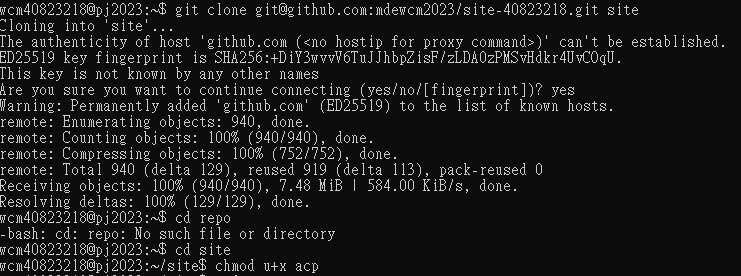 wcm40823218@pj2023:~$ git clone git@github.com:mdewcm2023/site-40823218.git site
Cloning into 'site'...
The authenticity of host 'github.com (<no hostip for proxy command>)' can't be established.
ED25519 key fingerprint is SHA256:+DiY3wvvV6TuJJhbpZisF/zLDA0zPMSvHdkr4UvCOqU.
This key is not known by any other names
Are you sure you want to continue connecting (yes/no/[fingerprint])? yes
Warning: Permanently added 'github.com' (ED25519) to the list of known hosts.
remote: Enumerating objects: 940, done.
remote: Counting objects: 100% (940/940), done.
remote: Compressing objects: 100% (752/752), done.
remote: Total 940 (delta 129), reused 919 (delta 113), pack-reused 0
Receiving objects: 100% (940/940), 7.48 MiB | 584.00 KiB/s, done.
Resolving deltas: 100% (129/129), done.
wcm40823218@pj2023:~$ cd repo
-bash: cd: repo: No such file or directory
wcm40823218@pj2023:~$ cd site
wcm40823218@pj2023:~/site$ chmod u+x acp